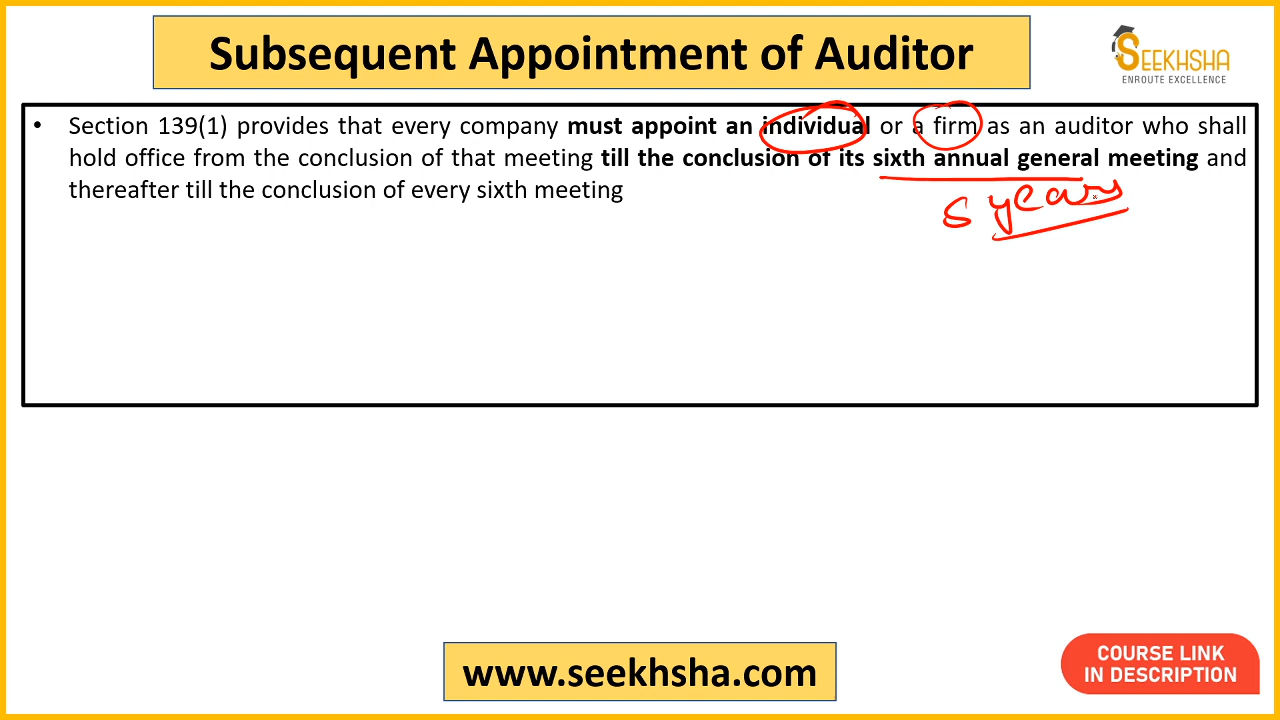 Subsequent Appointment of Auditor
SEEKHSHA
ENROUTE EXCELLENCE
• Section 139(1) provides that every company must appoint an individual or a firm as an auditor who shall
hold office from the conclusion of that meeting till the conclusion of its sixth annual general meeting and
thereafter till the conclusion of every sixth meeting
5 years
www.seekhsha.com
COURSE LINK
IN DESCRIPTION